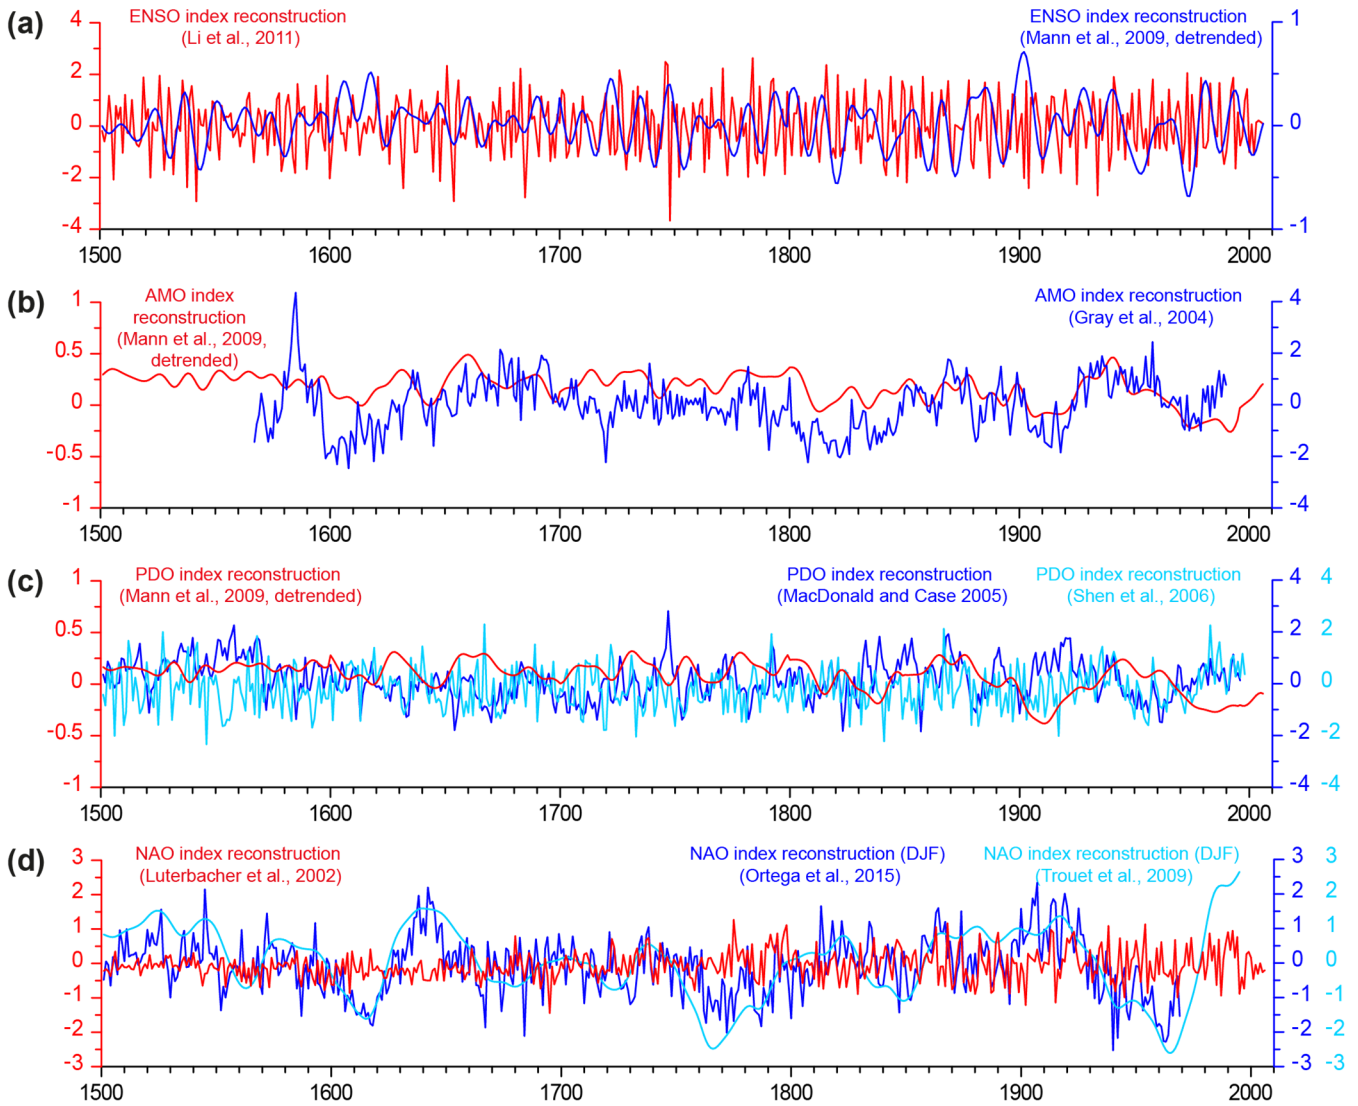 (a)
ENSO index reconstruction
(Li et al., 2011)
ENSO index reconstruction
(Mann et al., 2009, detrended)
4
2
0
-2
-4
1
0
-1
1500 1600 1700 1800 1900 2000
(b)
AMO index
reconstruction
(Mann et al., 2009,
detrended)
AMO index reconstruction
(Gray et al., 2004)
1
0.5
0
-0.5
-1
4
2
0
-2
-4
1500 1600 1700 1800 1900 2000
(c)
PDO index reconstruction
(Mann et al., 2009, detrended)
PDO index reconstruction
(MacDonald and Case 2005)
PDO index reconstruction
(Shen et al., 2006)
1
0.5
0
-0.5
-1
4
2
0
-2
-4
4
2
0
-2
-4
1500 1600 1700 1800 1900 2000
(d)
NAO index reconstruction
(Luterbacher et al., 2002)
NAO index reconstruction (DJF)
(Ortega et al., 2015)
NAO index reconstruction (DJF)
(Trouet et al., 2009)
3
2
1
0
-1
-2
-3
3
2
1
0
-1
-2
-3
3
2
1
0
-1
-2
-3
1500 1600 1700 1800 1900 2000